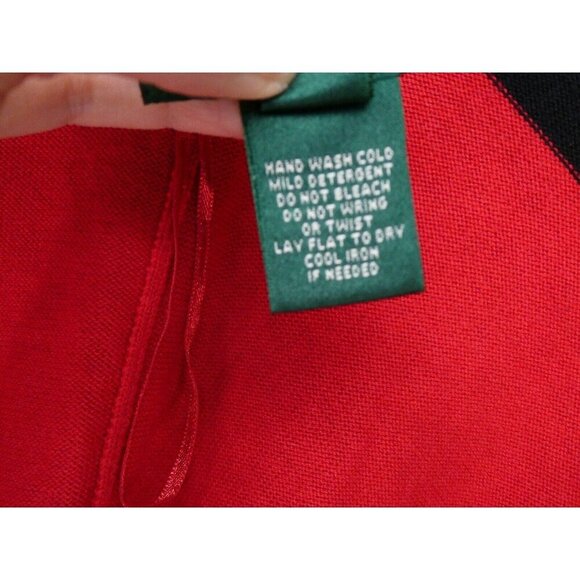 HAND WASH COLD
MILD DETERGENT
DO NOT BLEACH
DO NOT WRING
OR TWIST
LAY FLAT TO DRY
COOL IRON
IF NEEDED